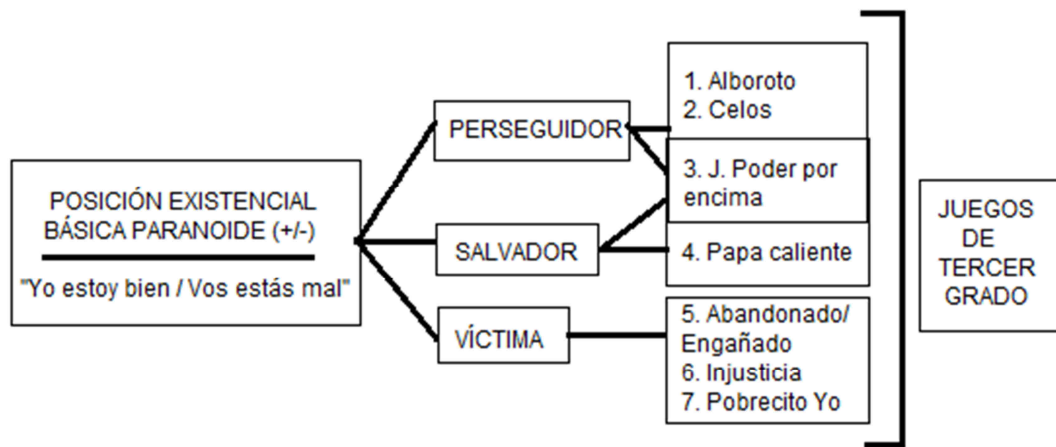 POSICIÓN EXISTENCIAL
BÁSICA PARANOIDE (+/-)
"Yo estoy bien / Vos estás mal"
PERSEGUIDOR
SALVADOR
VÍCTIMA
1. Alboroto
2. Celos
3. J. Poder por
encima
4. Papa caliente
5. Abandonado/
Engañado
6. Injusticia
7. Pobrecito Yo
JUEGOS
DE
TERCER
GRADO